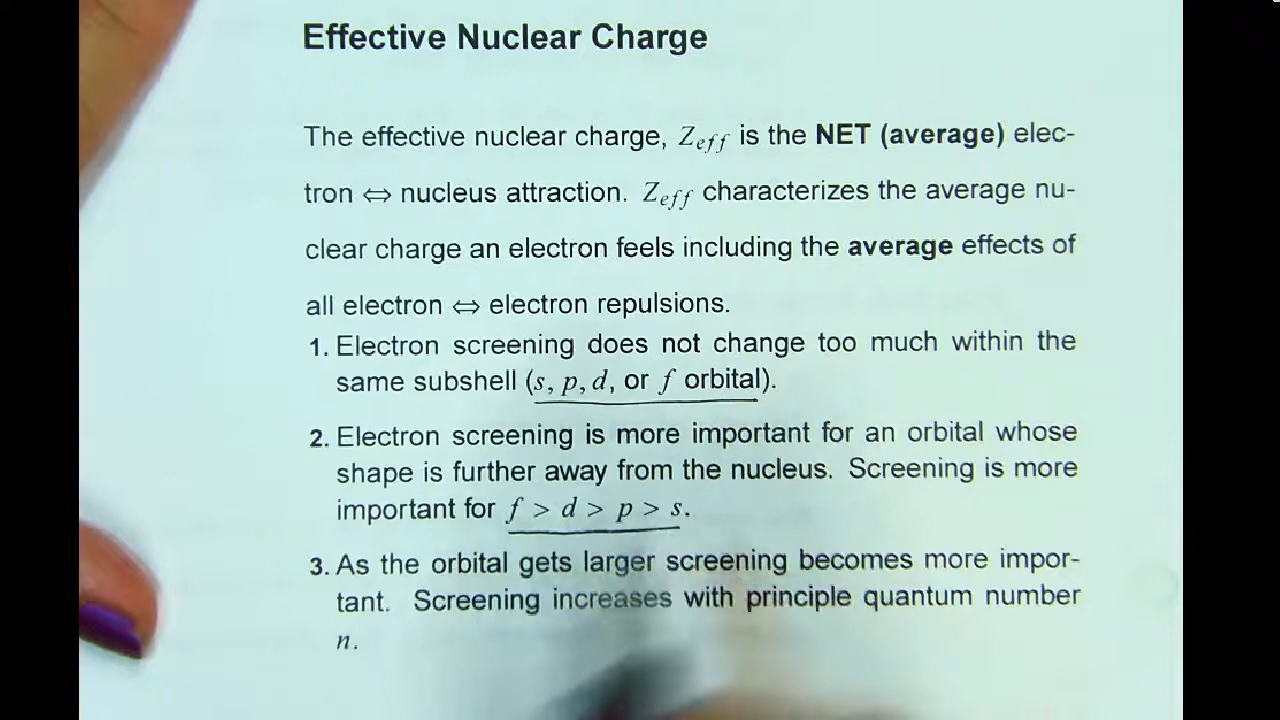 Effective Nuclear Charge
The effective nuclear charge, Zeff is the NET (average) elec-
tron ⇔ nucleus attraction. Zeff characterizes the average nu-
clear charge an electron feels including the average effects of
all electron ⇔ electron repulsions.
1. Electron screening does not change too much within the
same subshell (s, p, d, or f orbital).
2. Electron screening is more important for an orbital whose
shape is further away from the nucleus. Screening is more
important for f > d > p > s.
3. As the orbital gets larger screening becomes more impor-
tant. Screening increases with principle quantum number
n.